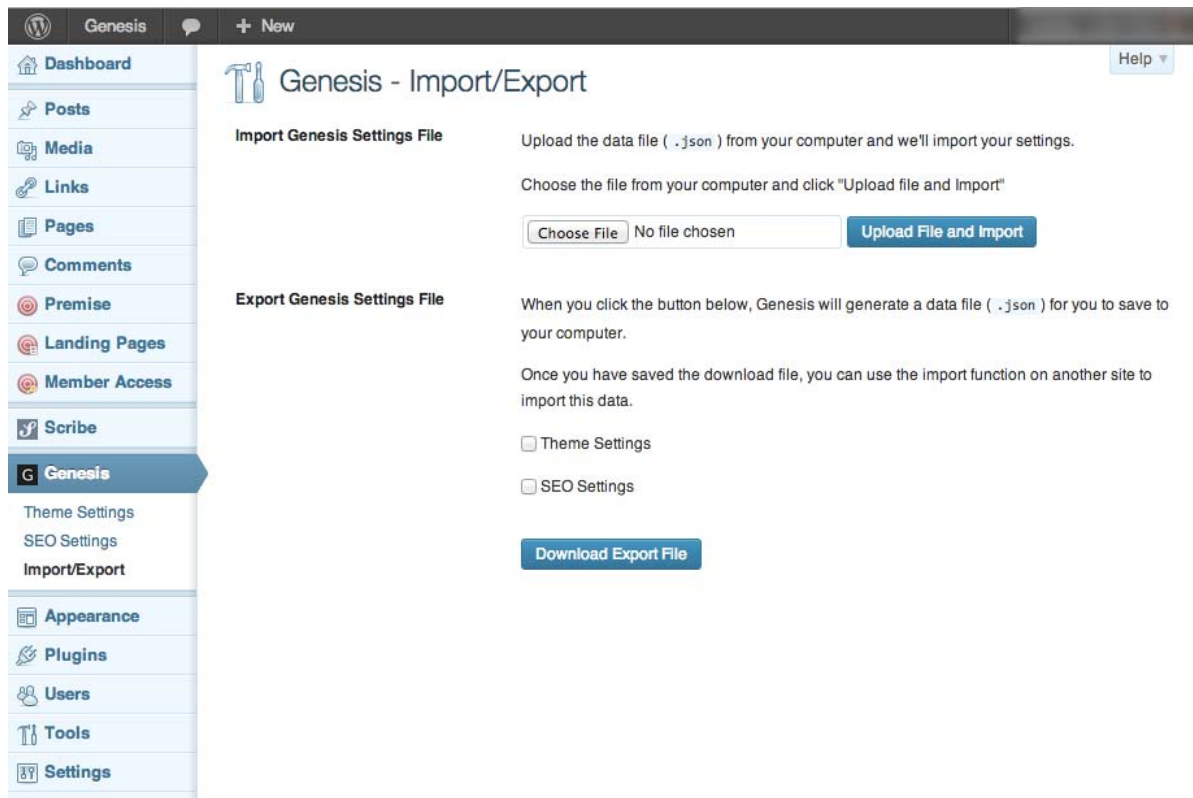 Genesis
+ New
Help
Dashboard
Posts
Media
Links
Pages
Comments
Premise
Landing Pages
Member Access
Scribe
G Genesis
Theme Settings
SEO Settings
Import/Export
Appearance
Plugins
Users
Tools
Settings
Genesis - Import/Export
Import Genesis Settings File
Upload the data file ( .json ) from your computer and we'll import your settings.
Choose the file from your computer and click "Upload file and Import"
Choose File No file chosen Upload File and Import
Export Genesis Settings File
When you click the button below, Genesis will generate a data file ( .json ) for you to save to
your computer.
Once you have saved the download file, you can use the import function on another site to
import this data.
Theme Settings
SEO Settings
Download Export File